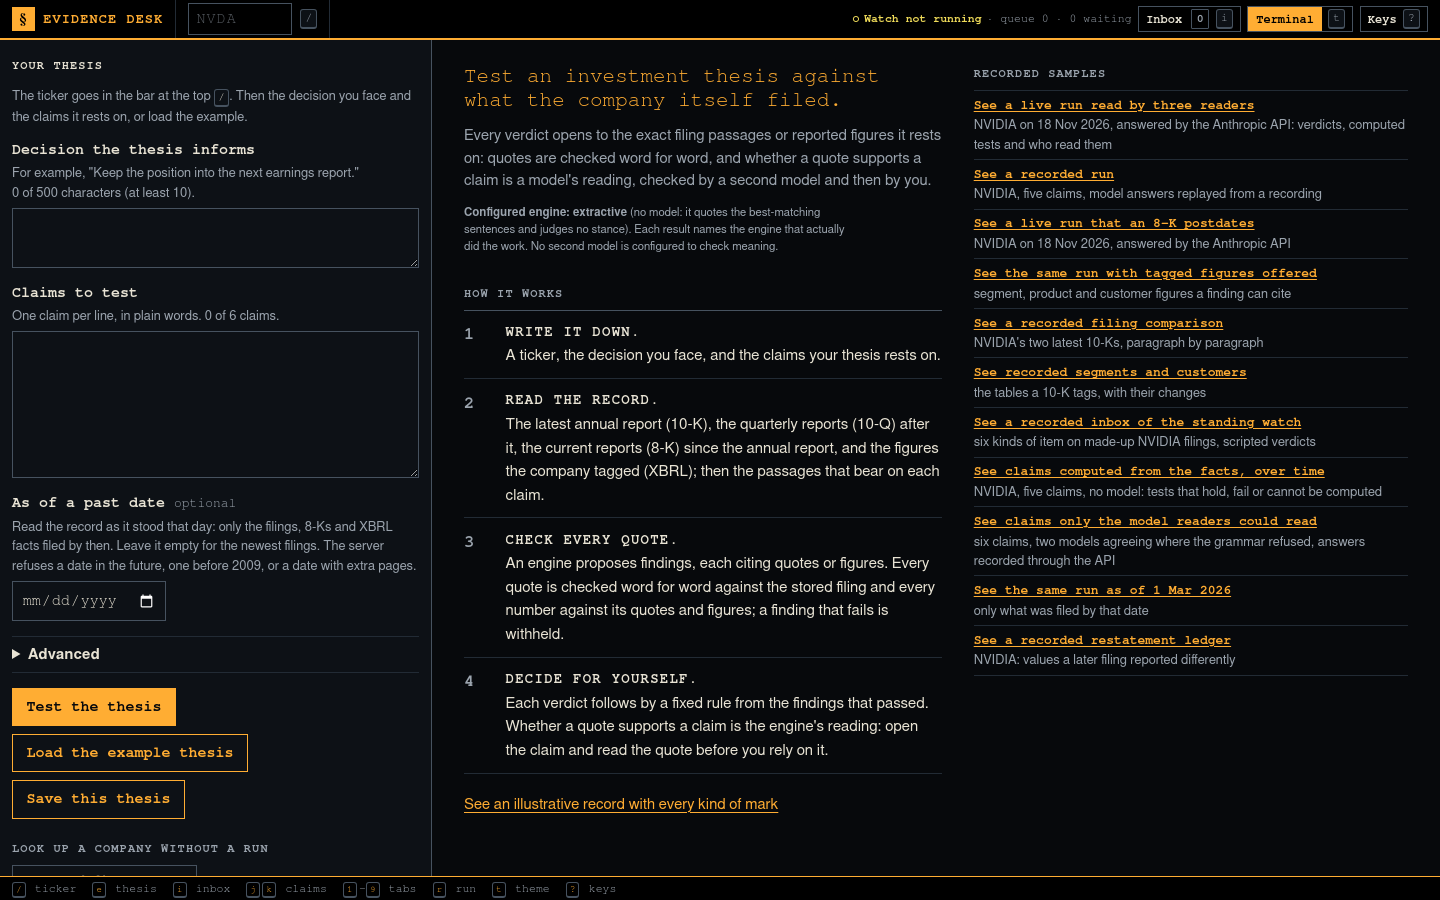 § EVIDENCE DESK NVDA / Watch not running · queue 0 · 0 waiting Inbox 0 i Terminal t Keys ?
YOUR THESIS
The ticker goes in the bar at the top / . Then the decision you face and
the claims it rests on, or load the example.
Decision the thesis informs
For example, "Keep the position into the next earnings report."
0 of 500 characters (at least 10).
Claims to test
One claim per line, in plain words. 0 of 6 claims.
As of a past date optional
Read the record as it stood that day: only the filings, 8-Ks and XBRL
facts filed by then. Leave it empty for the newest filings. The server
refuses a date in the future, one before 2009, or a date with extra pages.
mm/dd/yyyy
Advanced
Test the thesis
Load the example thesis
Save this thesis
LOOK UP A COMPANY WITHOUT A RUN
Test an investment thesis against
what the company itself filed.
Every verdict opens to the exact filing passages or reported figures it rests
on: quotes are checked word for word, and whether a quote supports a
claim is a model's reading, checked by a second model and then by you.
Configured engine: extractive (no model: it quotes the best-matching
sentences and judges no stance). Each result names the engine that actually
did the work. No second model is configured to check meaning.
HOW IT WORKS
1 WRITE IT DOWN.
A ticker, the decision you face, and the claims your thesis rests on.
2 READ THE RECORD.
The latest annual report (10-K), the quarterly reports (10-Q) after
it, the current reports (8-K) since the annual report, and the figures
the company tagged (XBRL); then the passages that bear on each
claim.
3 CHECK EVERY QUOTE.
An engine proposes findings, each citing quotes or figures. Every
quote is checked word for word against the stored filing and every
number against its quotes and figures; a finding that fails is
withheld.
4 DECIDE FOR YOURSELF.
Each verdict follows by a fixed rule from the findings that passed.
Whether a quote supports a claim is the engine's reading: open
the claim and read the quote before you rely on it.
See an illustrative record with every kind of mark
RECORDED SAMPLES
See a live run read by three readers
NVIDIA on 18 Nov 2026, answered by the Anthropic API: verdicts, computed
tests and who read them
See a recorded run
NVIDIA, five claims, model answers replayed from a recording
See a live run that an 8-K postdates
NVIDIA on 18 Nov 2026, answered by the Anthropic API
See the same run with tagged figures offered
segment, product and customer figures a finding can cite
See a recorded filing comparison
NVIDIA's two latest 10-Ks, paragraph by paragraph
See recorded segments and customers
the tables a 10-K tags, with their changes
See a recorded inbox of the standing watch
six kinds of item on made-up NVIDIA filings, scripted verdicts
See claims computed from the facts, over time
NVIDIA, five claims, no model: tests that hold, fail or cannot be computed
See claims only the model readers could read
six claims, two models agreeing where the grammar refused, answers
recorded through the API
See the same run as of 1 Mar 2026
only what was filed by that date
See a recorded restatement ledger
NVIDIA: values a later filing reported differently
/ ticker e thesis i inbox j k claims 1-9 tabs r run t theme ? keys